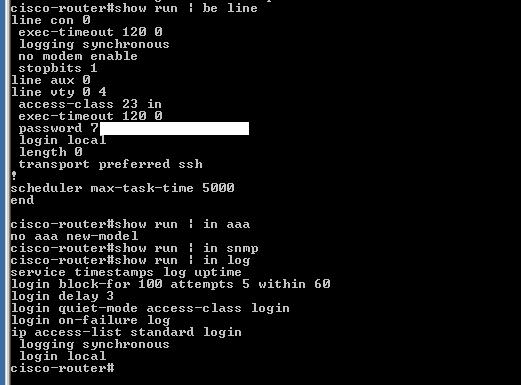 cisco-router#show run | be line
line con 0
 exec-timeout 120 0
 logging synchronous
 no modem enable
 stopbits 1
line aux 0
line vty 0 4
 access-class 23 in
 exec-timeout 120 0
 password 7
 login local
 length 0
 transport preferred ssh
!
scheduler max-task-time 5000
end
cisco-router#show run | in aaa
no aaa new-model
cisco-router#show run | in snmp
cisco-router#show run | in log
service timestamps log uptime
login block-for 100 attempts 5 within 60
login delay 3
login quiet-mode access-class login
login on-failure log
ip access-list standard login
 logging synchronous
 login local
cisco-router#